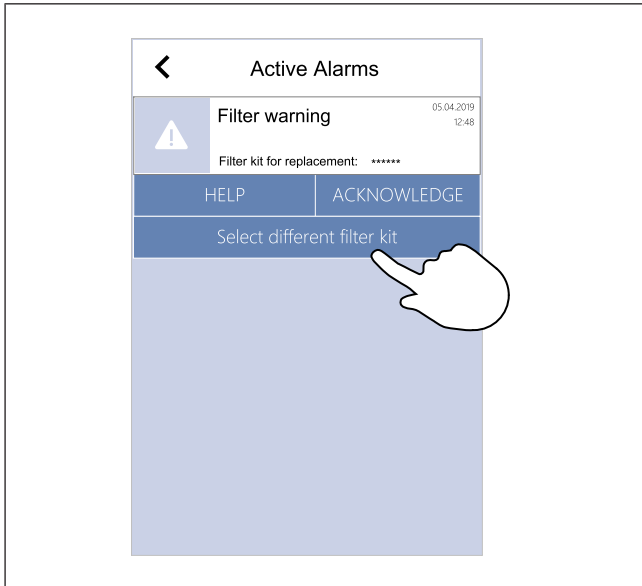 Active Alarms
Filter warning
05.04.2019
12:48
Filter kit for replacement: ******
HELP
ACKNOWLEDGE
Select different filter kit